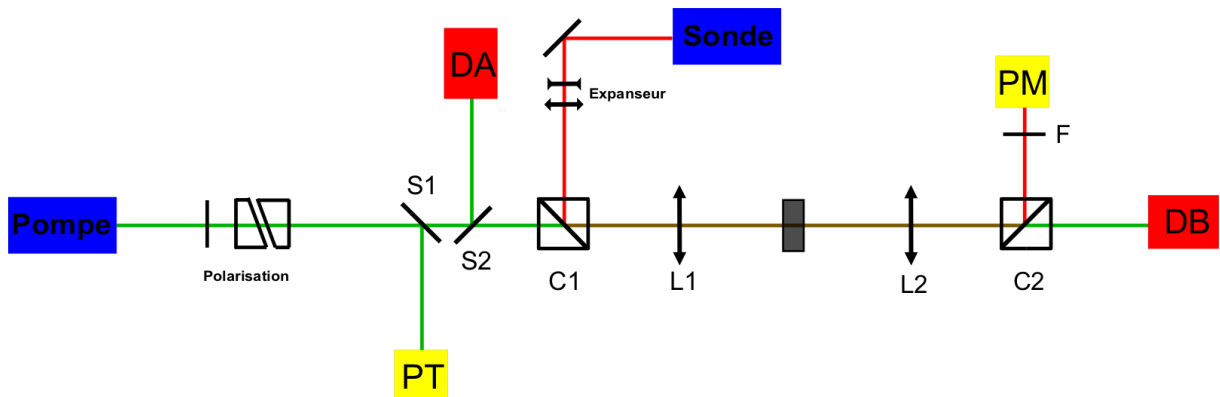 Sonde
DA
PM
Expanseur
F
S1
Pompe
DB
S2
Polarisation
C1
L1
L2
C2
PT